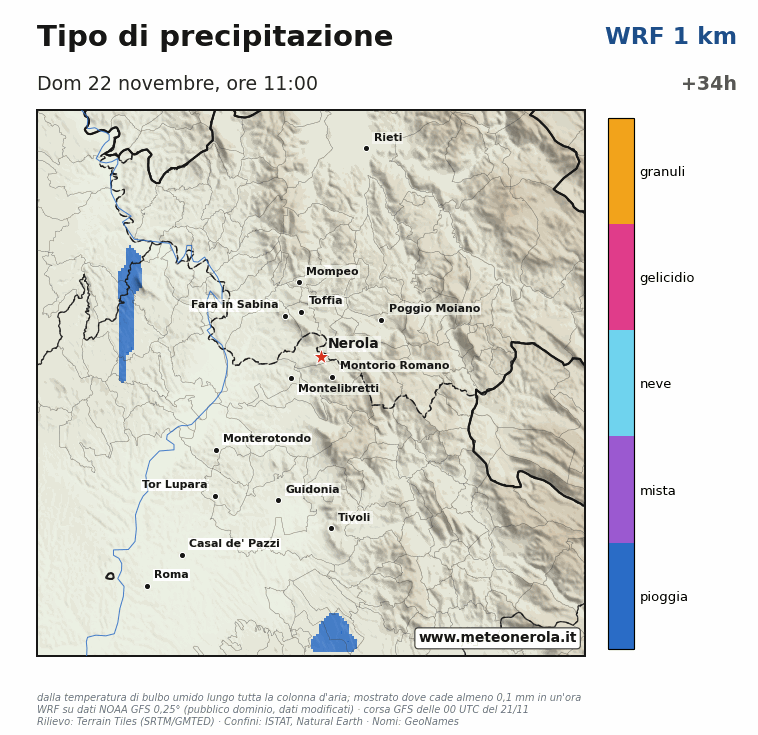 Tipo di precipitazione
WRF 1 km
Dom 22 novembre, ore 11:00
+34h
Rieti
Mompeo
Toffia
Fara in Sabina
Poggio Moiano
Nerola
Montorio Romano
Montelibretti
Monterotondo
Tor Lupara
Guidonia
Tivoli
Casal de' Pazzi
Roma
www.meteonerola.it
granuli
gelicidio
neve
mista
pioggia
dalla temperatura di bulbo umido lungo tutta la colonna d'aria; mostrato dove cade almeno 0,1 mm in un'ora
WRF su dati NOAA GFS 0,25° (pubblico dominio, dati modificati) · corsa GFS delle 00 UTC del 21/11
Rilievo: Terrain Tiles (SRTM/GMTED) · Confini: ISTAT, Natural Earth · Nomi: GeoNames